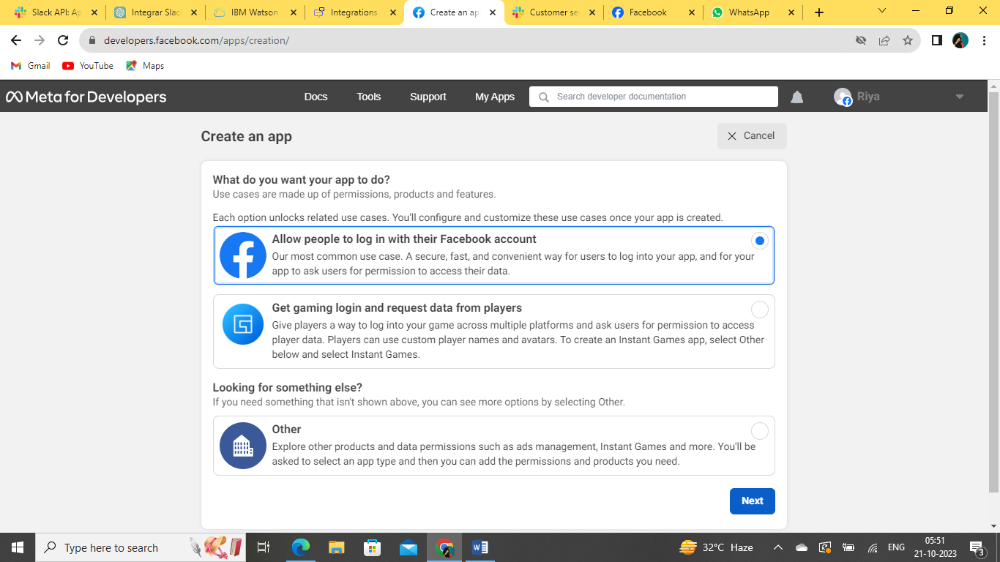 Slack API: Ap
Integrar Slac
IBM Watson
Integrations
Create an ap
Customer ser
Facebook
WhatsApp
developers.facebook.com/apps/creation/
Gmail
YouTube
Maps
Meta for Developers
Docs
Tools
Support
My Apps
Search developer documentation
Riya
Create an app
Cancel
What do you want your app to do?
Use cases are made up of permissions, products and features.
Each option unlocks related use cases. You'll configure and customize these use cases once your app is created.
Allow people to log in with their Facebook account
Our most common use case. A secure, fast, and convenient way for users to log into your app, and for your
app to ask users for permission to access their data.
Get gaming login and request data from players
Give players a way to log into your game across multiple platforms and ask users for permission to access
player data. Players can use custom player names and avatars. To create an Instant Games app, select Other
below and select Instant Games.
Looking for something else?
If you need something that isn't shown above, you can see more options by selecting Other.
Other
Explore other products and data permissions such as ads management, Instant Games and more. You'll be
asked to select an app type and then you can add the permissions and products you need.
Next
Type here to search
32°C Haze
ENG
05:51
21-10-2023
3